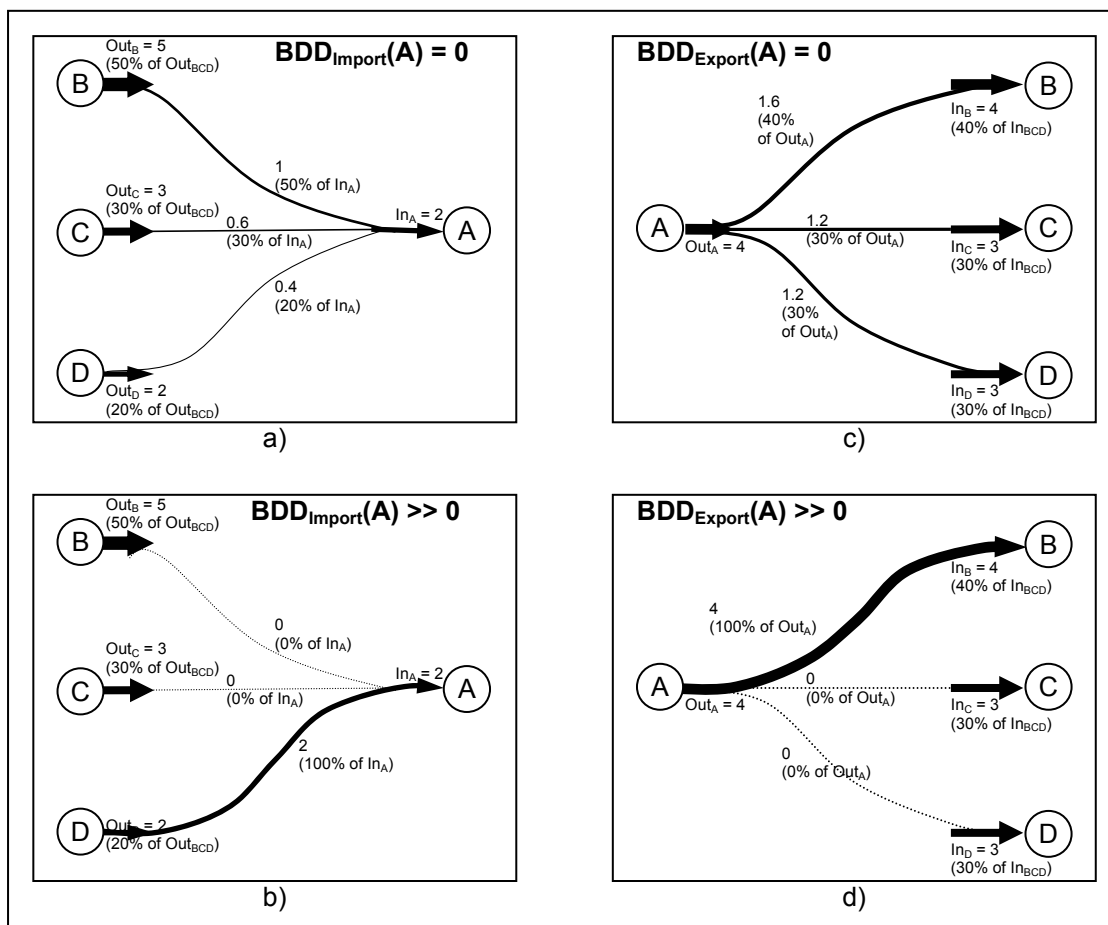 Out_B = 5
(50% of Out_BCD)
BDD_Import(A) = 0
B
1
(50% of In_A)
Out_C = 3
(30% of Out_BCD)
C
0.6
(30% of In_A)
In_A = 2
A
0.4
(20% of In_A)
D
Out_D = 2
(20% of Out_BCD)
a)
BDD_Export(A) = 0
B
1.6
(40%
of Out_A)
In_B = 4
(40% of In_BCD)
A
Out_A = 4
1.2
(30% of Out_A)
C
In_C = 3
(30% of In_BCD)
1.2
(30%
of Out_A)
D
In_D = 3
(30% of In_BCD)
c)
Out_B = 5
(50% of Out_BCD)
BDD_Import(A) >> 0
B
0
(0% of In_A)
Out_C = 3
(30% of Out_BCD)
C
0
(0% of In_A)
In_A = 2
A
2
(100% of In_A)
D
Out_D = 2
(20% of Out_BCD)
b)
BDD_Export(A) >> 0
B
In_B = 4
(40% of In_BCD)
4
(100% of Out_A)
A
Out_A = 4
0
(0% of Out_A)
C
In_C = 3
(30% of In_BCD)
0
(0% of Out_A)
D
In_D = 3
(30% of In_BCD)
d)